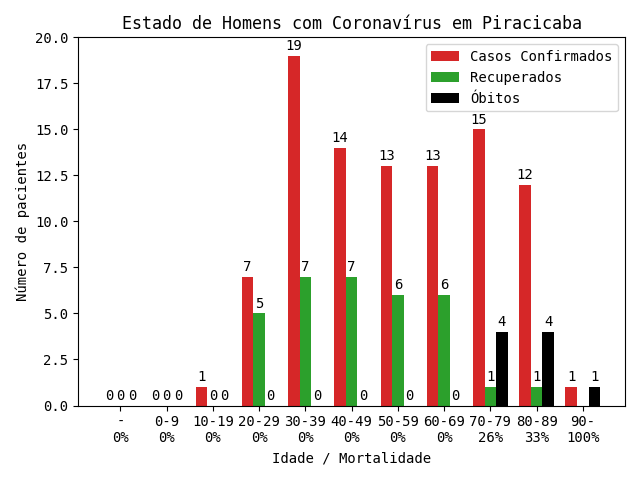 Estado de Homens com Coronavírus em Piracicaba
Número de pacientes
20.0
17.5
15.0
12.5
10.0
7.5
5.0
2.5
0.0
Casos Confirmados
Recuperados
Óbitos
0 0 0
0 0 0
1 0 0
7 5 0
19 7 0
14 7 0
13 6 0
13 6 0
15 1 4
12 1 4
1 1
- 0-9 10-19 20-29 30-39 40-49 50-59 60-69 70-79 80-89 90-
0% 0% 0% 0% 0% 0% 0% 0% 26% 33% 100%
Idade / Mortalidade